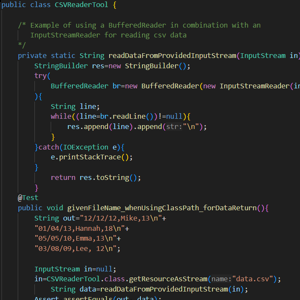 public class CSVReaderTool {
/* Example of using a BufferedReader in combination with an
InputStreamReader for reading csv data
*/
private static String readDataFromProvidedInputStream(InputStream in)
StringBuilder res=new StringBuilder();
try(
BufferedReader br=new BufferedReader(new InputStreamReader(in
){
String line;
while((line=br.readLine())!=null){
res.append(line).append(str:"\n");
}
}catch(IOException e){
e.printStackTrace();
}
return res.toString();
}
@Test
public void givenFileName_whenUsingClassPath_forDataReturn(){
String out="12/12/12,Mike,13\n"+
"01/04/13,Hannah,18\n"+
"05/05/10,Emma,13\n"+
"03/08/09,Lee, 12\n";
InputStream in=null;
in=CSVReaderTool.class.getResourceAsStream(name:"data.csv");
String data=readDataFromProvidedInputStream(in);
Assert.assertEquals(out, data);